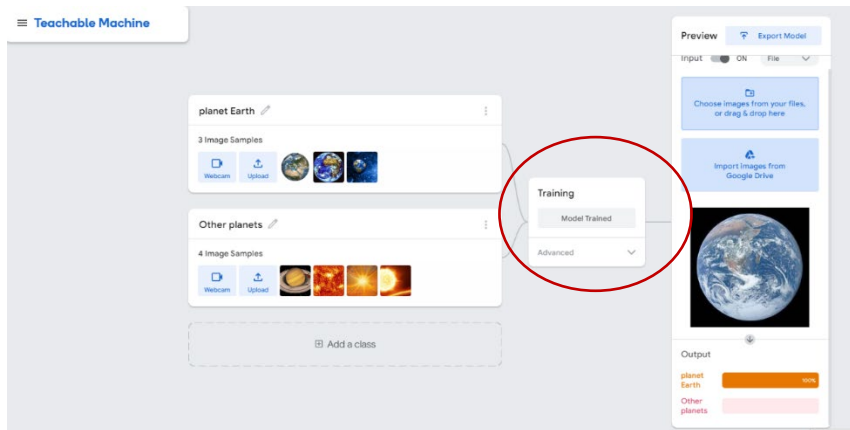 ≡ Teachable Machine
planet Earth
3 Image Samples
Webcam Upload
Other planets
4 Image Samples
Webcam Upload
Add a class
Training
Model Trained
Advanced
Preview Export Model
Input ON File
Choose images from your files,
or drag & drop here
Import images from
Google Drive
Output
planet
Earth
100%
Other
planets